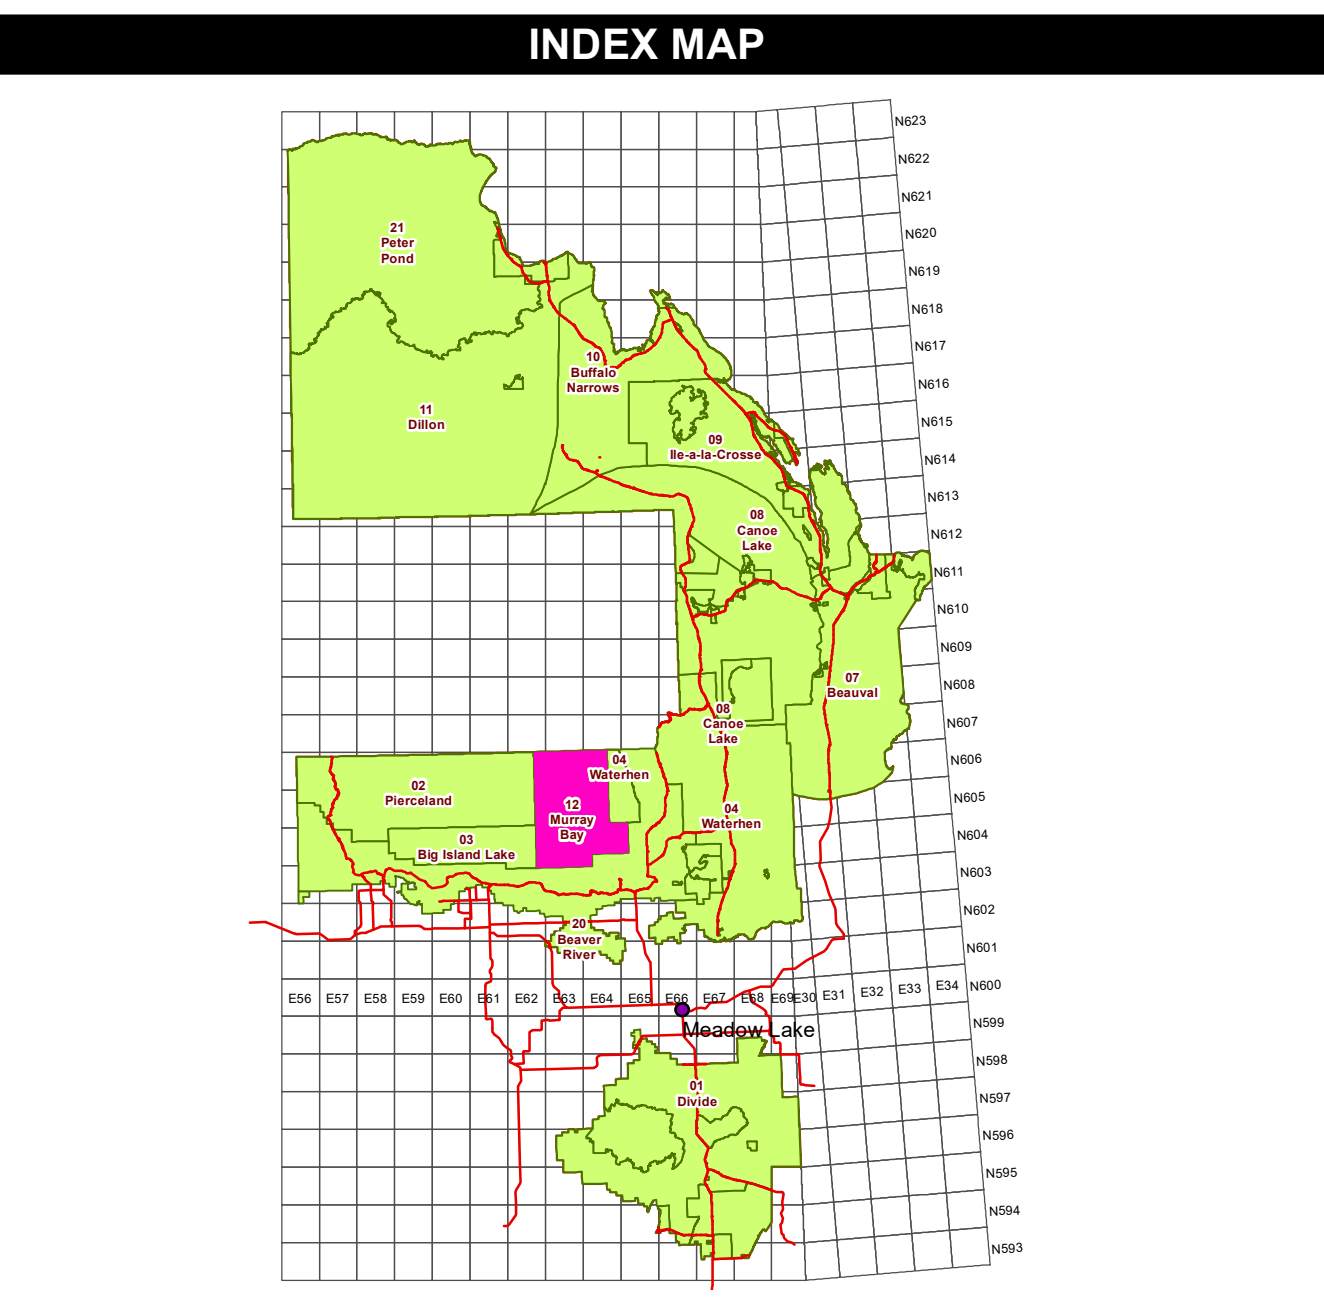 INDEX MAP
N623
N622
N621
N620
N619
N618
N617
N616
N615
N614
N613
N612
N611
N610
N609
N608
N607
N606
N605
N604
N603
N602
N601
N600
N599
N598
N597
N596
N595
N594
N593
21
Peter
Pond
10
Buffalo
Narrows
11
Dillon
09
Ile-a-la-Crosse
08
Canoe
Lake
07
Beauval
08
Canoe
Lake
04
Waterhen
02
Pierceland
12
Murray
Bay
04
Waterhen
03
Big Island Lake
20
Beaver
River
E56 E57 E58 E59 E60 E61 E62 E63 E64 E65 E66 E67 E68 E69 E30 E31 E32 E33 E34
Meadow Lake
01
Divide